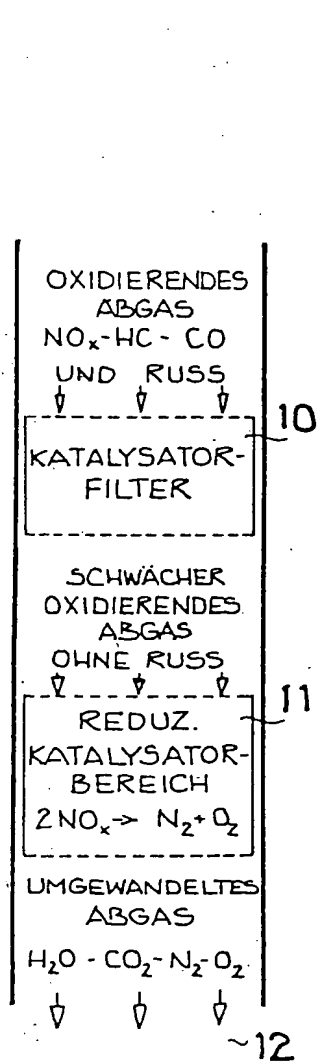 OXIDIERENDES
ABGAS
NOₓ-HC - CO
UND RUSS
10
KATALYSATOR-
FILTER
SCHWÄCHER
OXIDIERENDES
ABGAS
OHNE RUSS
11
REDUZ.
KATALYSATOR-
BEREICH
2NOₓ→ N₂+O₂
UMGEWANDELTES
ABGAS
H₂O - CO₂-N₂-O₂
~12